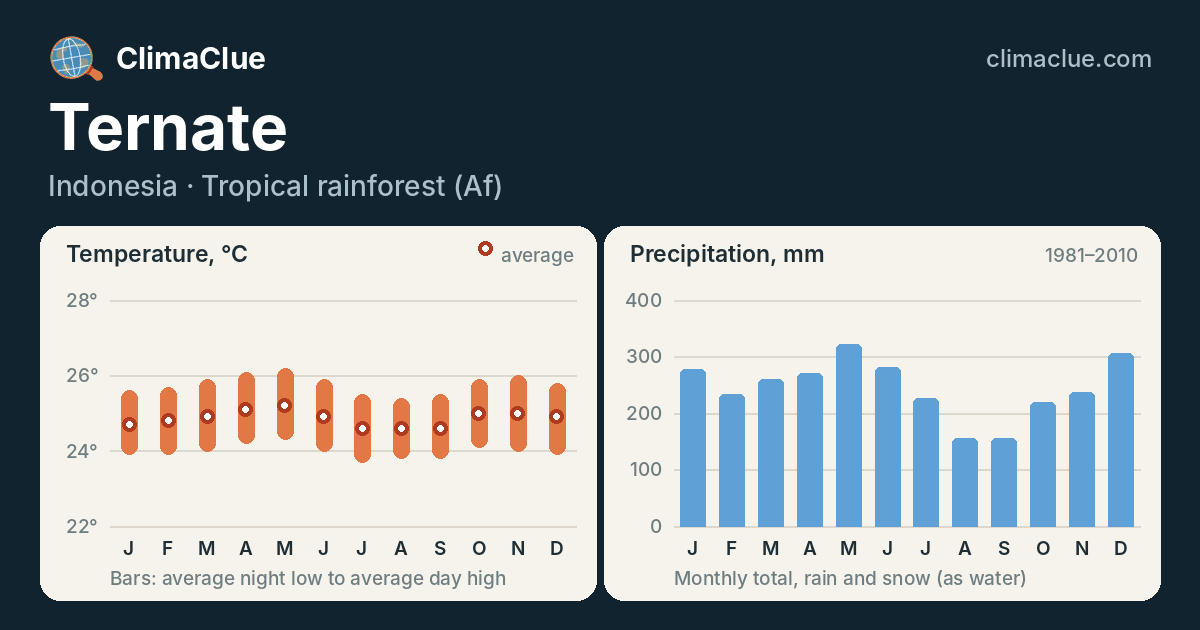 ClimaClue
climaclue.com
Ternate
Indonesia · Tropical rainforest (Af)
Temperature, °C
average
28°
26°
24°
22°
J F M A M J J A S O N D
Bars: average night low to average day high
Precipitation, mm
1981–2010
400
300
200
100
0
J F M A M J J A S O N D
Monthly total, rain and snow (as water)